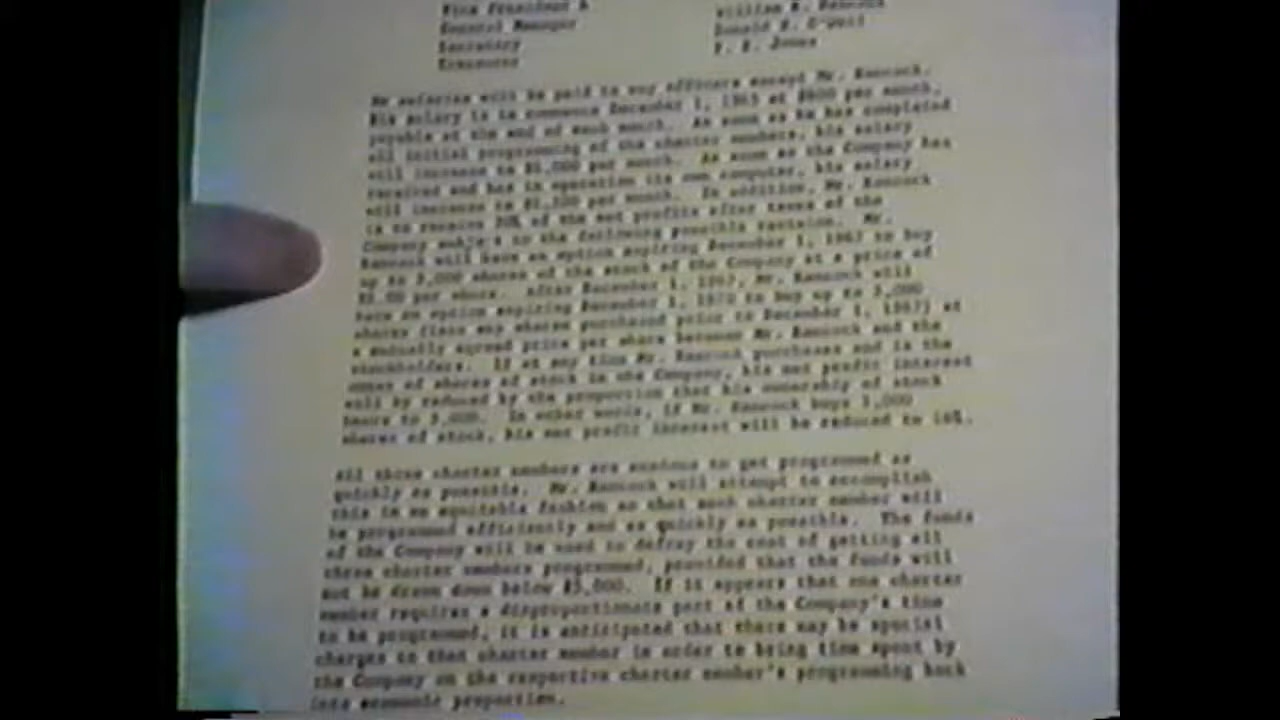 Vice President &
General Manager
Secretary
Treasurer
William R. Hancock
Donald E. O'Neil
No salaries will be paid to any officers except Mr. Hancock.
His salary is to commence December 1, 1965 at $800 per month,
payable at the end of each month. As soon as he has completed
all initial programming of the charter members, his salary
will increase to $1,000 per month. As soon as the Company has
received and has in operation its own computer, his salary
will increase to per month. In addition, Mr. Hancock
is to receive 20% of the net profits after taxes of the
Company subject to the following possible revision. Mr.
Hancock will have an option expiring December 1, 1967 to buy
up to shares of the stock of the Company at a price of
per share. After December 1, 1967, Mr. Hancock will
have an option expiring December 1, 1970 to buy up to
shares (less any shares purchased prior to December 1, 1967) at
a mutually agreed price per share between Mr. Hancock and the
stockholders. If at any time Mr. Hancock purchases and is the
owner of shares of stock in the Company, his net profit interest
will by reduced by the proportion that his ownership of stock
bears to In other words, if Mr. Hancock buys 1,000
shares of stock, his net profit interest will be reduced to 16%.
All three charter members are anxious to get programmed as
quickly as possible. Mr. Hancock will attempt to accomplish
this in an equitable fashion so that each charter member will
be programmed efficiently and as quickly as possible. The funds
of the Company will be used to defray the cost of getting all
three charter members programmed, provided that the funds will
not be drawn down below $5,000. If it appears that one charter
member requires a disproportionate part of the Company's time
to be programmed, it is anticipated that there may be special
charges to that charter member in order to bring time spent by
the Company on the respective charter member's programming back
into economic proportion.